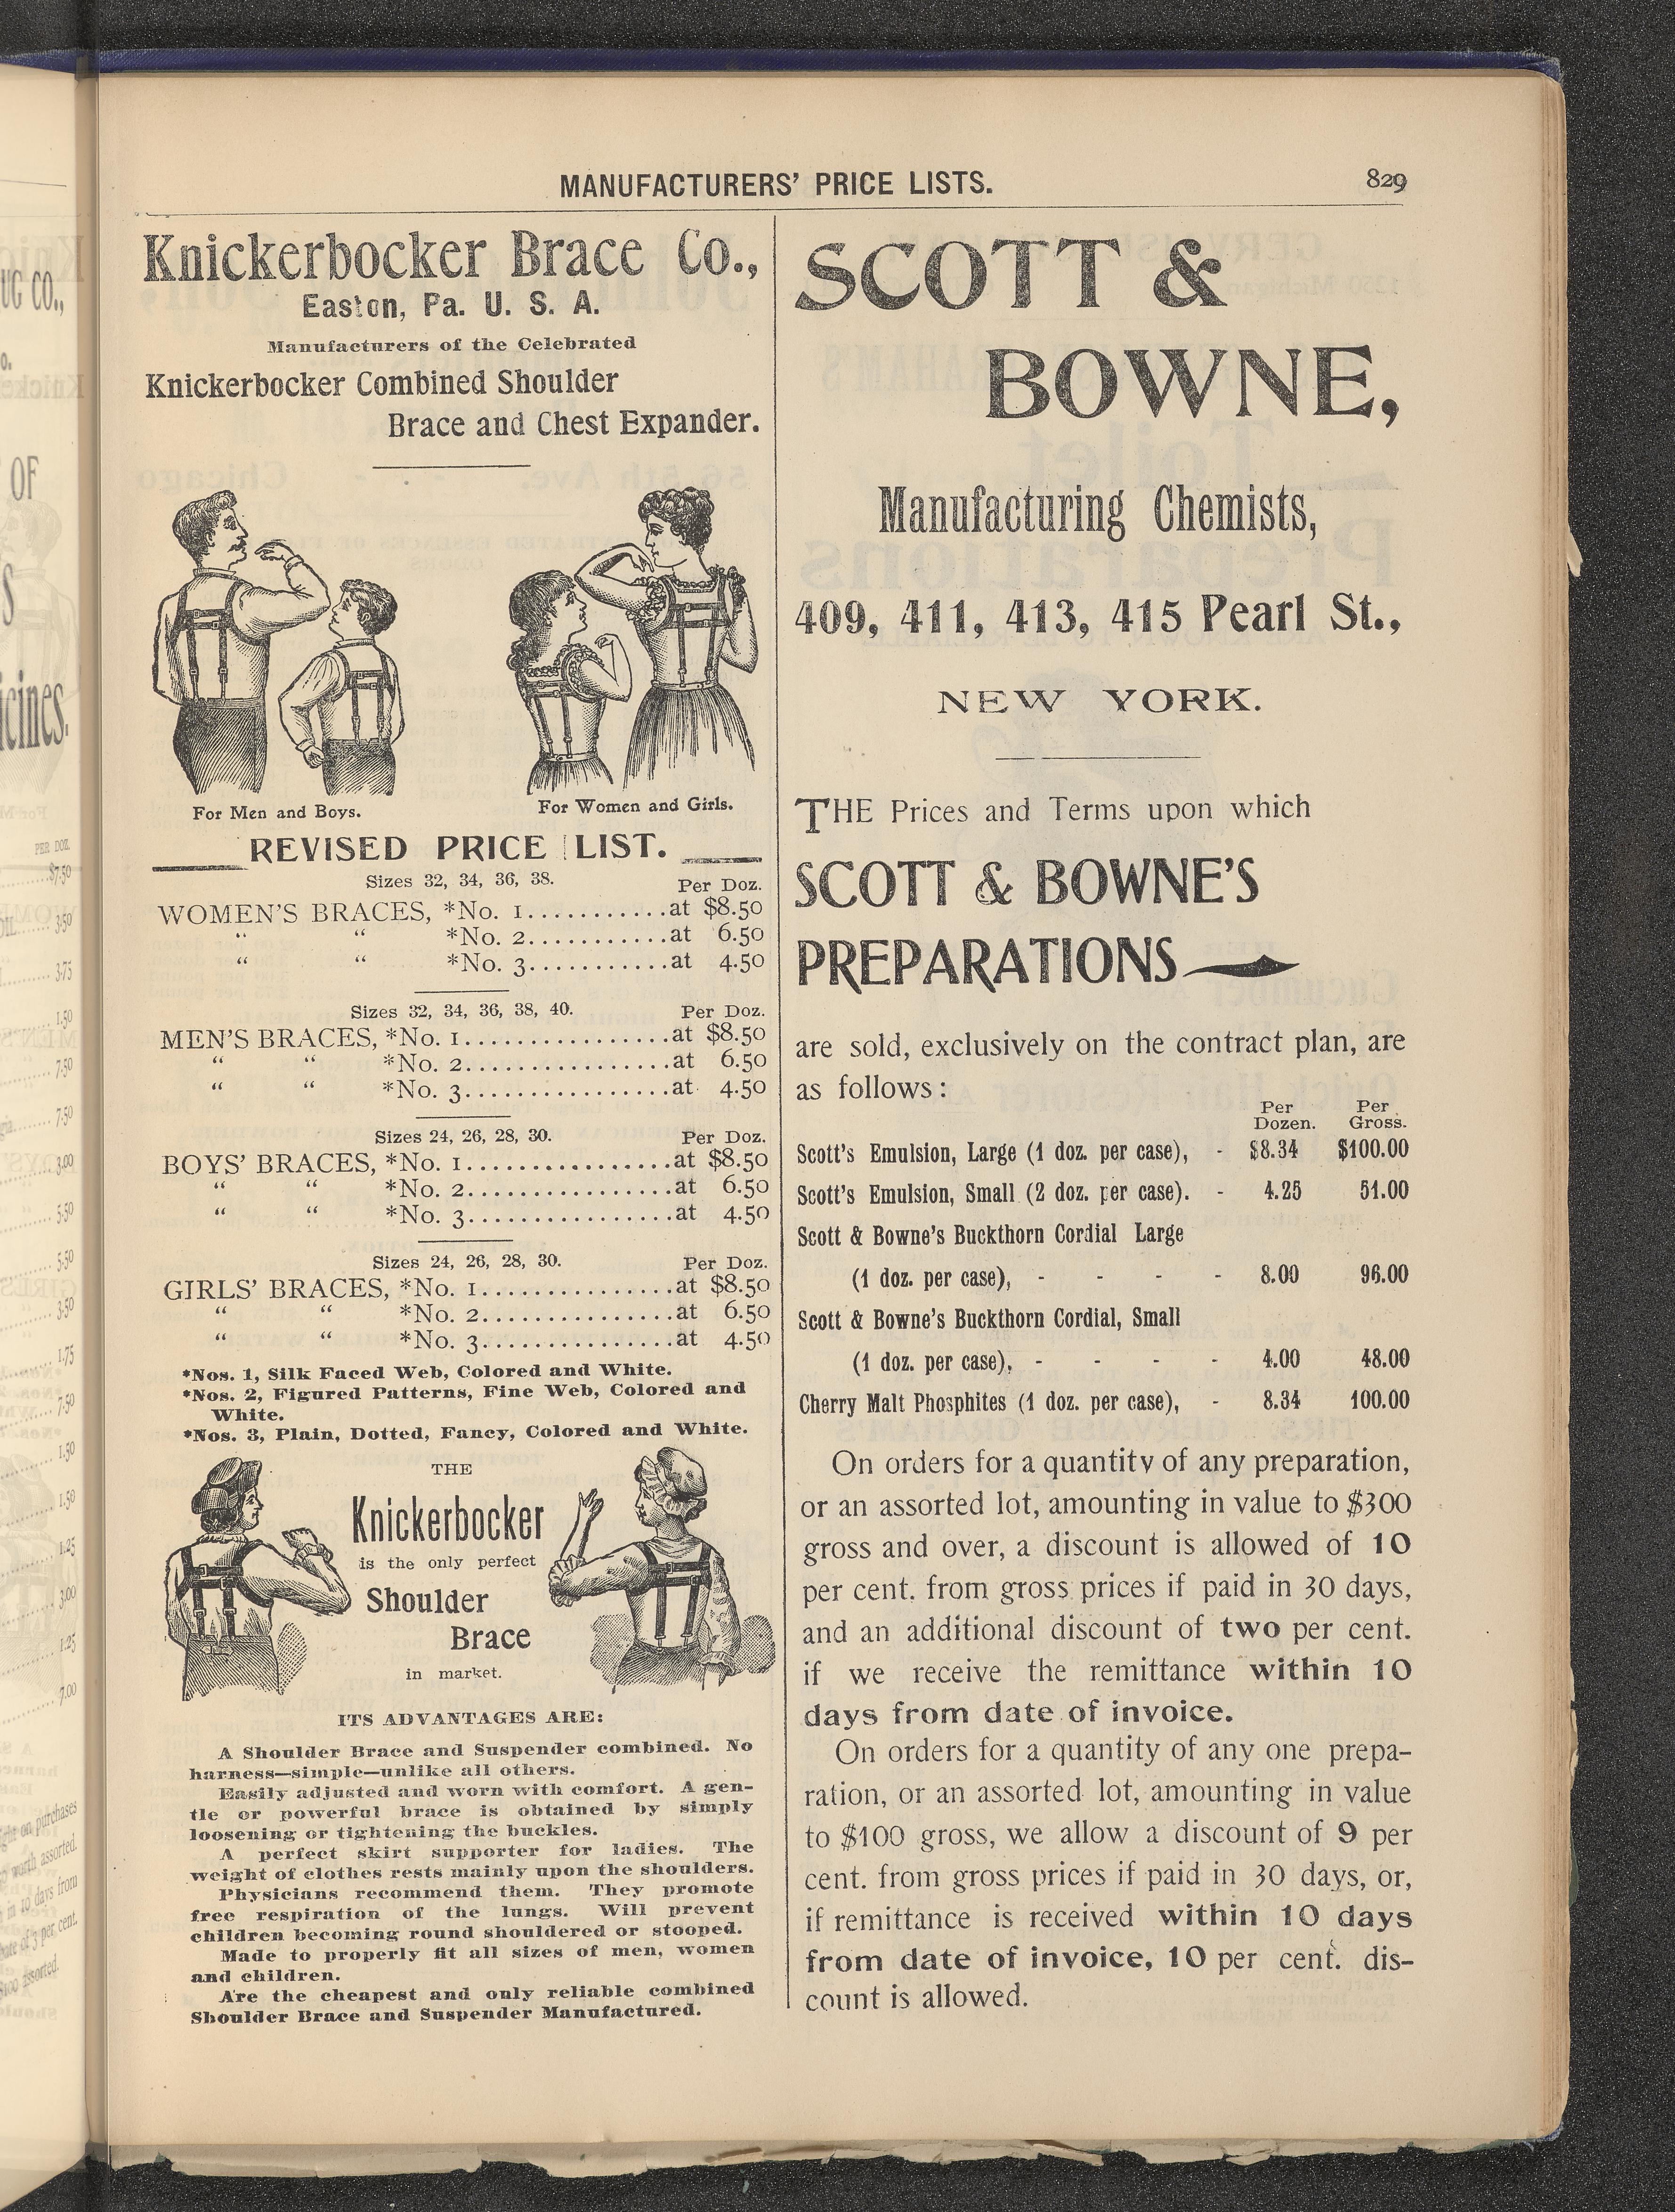 MANUFACTURERS' PRICE LISTS.
829
Knickerbocker Brace Co.,
Easton, Pa. U. S. A.
Manufacturers of the Celebrated
Knickerbocker Combined Shoulder
Brace and Chest Expander.
For Men and Boys.
For Women and Girls.
REVISED PRICE LIST.
Sizes 32, 34, 36, 38. Per Doz.
WOMEN'S BRACES, *No. 1...........at $8.50
" " *No. 2...........at 6.50
" " *No. 3...........at 4.50
Sizes 32, 34, 36, 38, 40. Per Doz.
MEN'S BRACES, *No. 1................at $8.50
" " *No. 2................at 6.50
" " *No. 3................at 4.50
Sizes 24, 26, 28, 30. Per Doz.
BOYS' BRACES, *No. 1................at $8.50
" " *No. 2................at 6.50
" " *No. 3................at 4.50
Sizes 24, 26, 28, 30. Per Doz.
GIRLS' BRACES, *No. 1...............at $8.50
" " *No. 2...............at 6.50
" " *No. 3...............at 4.50
*Nos. 1, Silk Faced Web, Colored and White.
*Nos. 2, Figured Patterns, Fine Web, Colored and
White.
*Nos. 3, Plain, Dotted, Fancy, Colored and White.
THE
Knickerbocker
is the only perfect
Shoulder
Brace
in market.
ITS ADVANTAGES ARE:
A Shoulder Brace and Suspender combined. No
harness—simple—unlike all others.
Easily adjusted and worn with comfort. A gen-
tle or powerful brace is obtained by simply
loosening or tightening the buckles.
A perfect skirt supporter for ladies. The
weight of clothes rests mainly upon the shoulders.
Physicians recommend them. They promote
free respiration of the lungs. Will prevent
children becoming round shouldered or stooped.
Made to properly fit all sizes of men, women
and children.
Are the cheapest and only reliable combined
Shoulder Brace and Suspender Manufactured.
SCOTT &
BOWNE,
Manufacturing Chemists,
409, 411, 413, 415 Pearl St.,
NEW YORK.
THE Prices and Terms upon which
SCOTT & BOWNE'S
PREPARATIONS
are sold, exclusively on the contract plan, are
as follows:
Per Per
Dozen. Gross.
Scott's Emulsion, Large (1 doz. per case), - $8.34 $100.00
Scott's Emulsion, Small (2 doz. per case). - 4.25 51.00
Scott & Bowne's Buckthorn Cordial Large
(1 doz. per case), - - - - 8.00 96.00
Scott & Bowne's Buckthorn Cordial, Small
(1 doz. per case), - - - - 4.00 48.00
Cherry Malt Phosphites (1 doz. per case), - 8.34 100.00
On orders for a quantity of any preparation,
or an assorted lot, amounting in value to $300
gross and over, a discount is allowed of 10
per cent. from gross prices if paid in 30 days,
and an additional discount of two per cent.
if we receive the remittance within 10
days from date of invoice.
On orders for a quantity of any one prepa-
ration, or an assorted lot, amounting in value
to $100 gross, we allow a discount of 9 per
cent. from gross prices if paid in 30 days, or,
if remittance is received within 10 days
from date of invoice, 10 per cent. dis-
count is allowed.